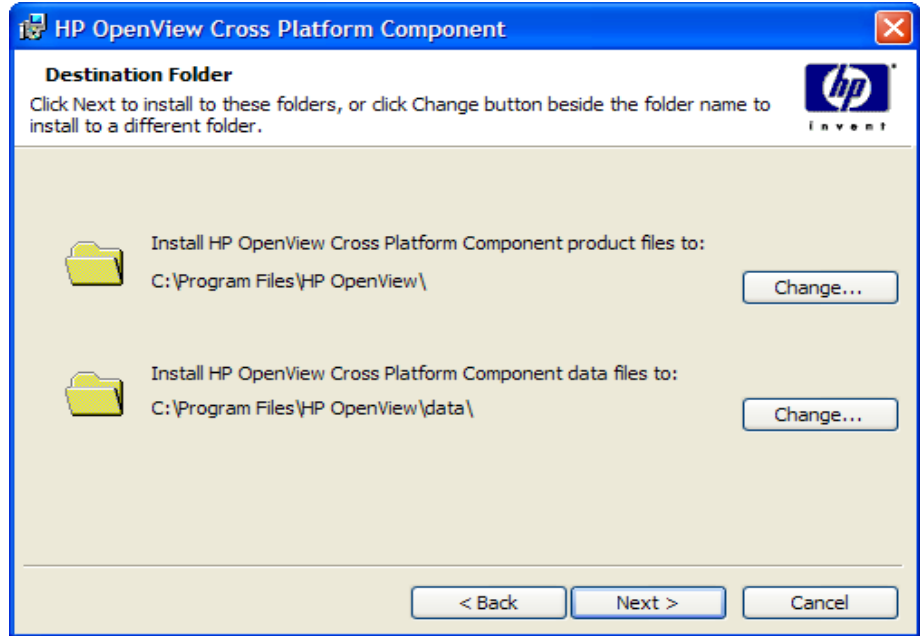 HP OpenView Cross Platform Component
Destination Folder
Click Next to install to these folders, or click Change button beside the folder name to
install to a different folder.
hp
invent
Install HP OpenView Cross Platform Component product files to:
C:\Program Files\HP OpenView\
Change...
Install HP OpenView Cross Platform Component data files to:
C:\Program Files\HP OpenView\data\
Change...
< Back
Next >
Cancel